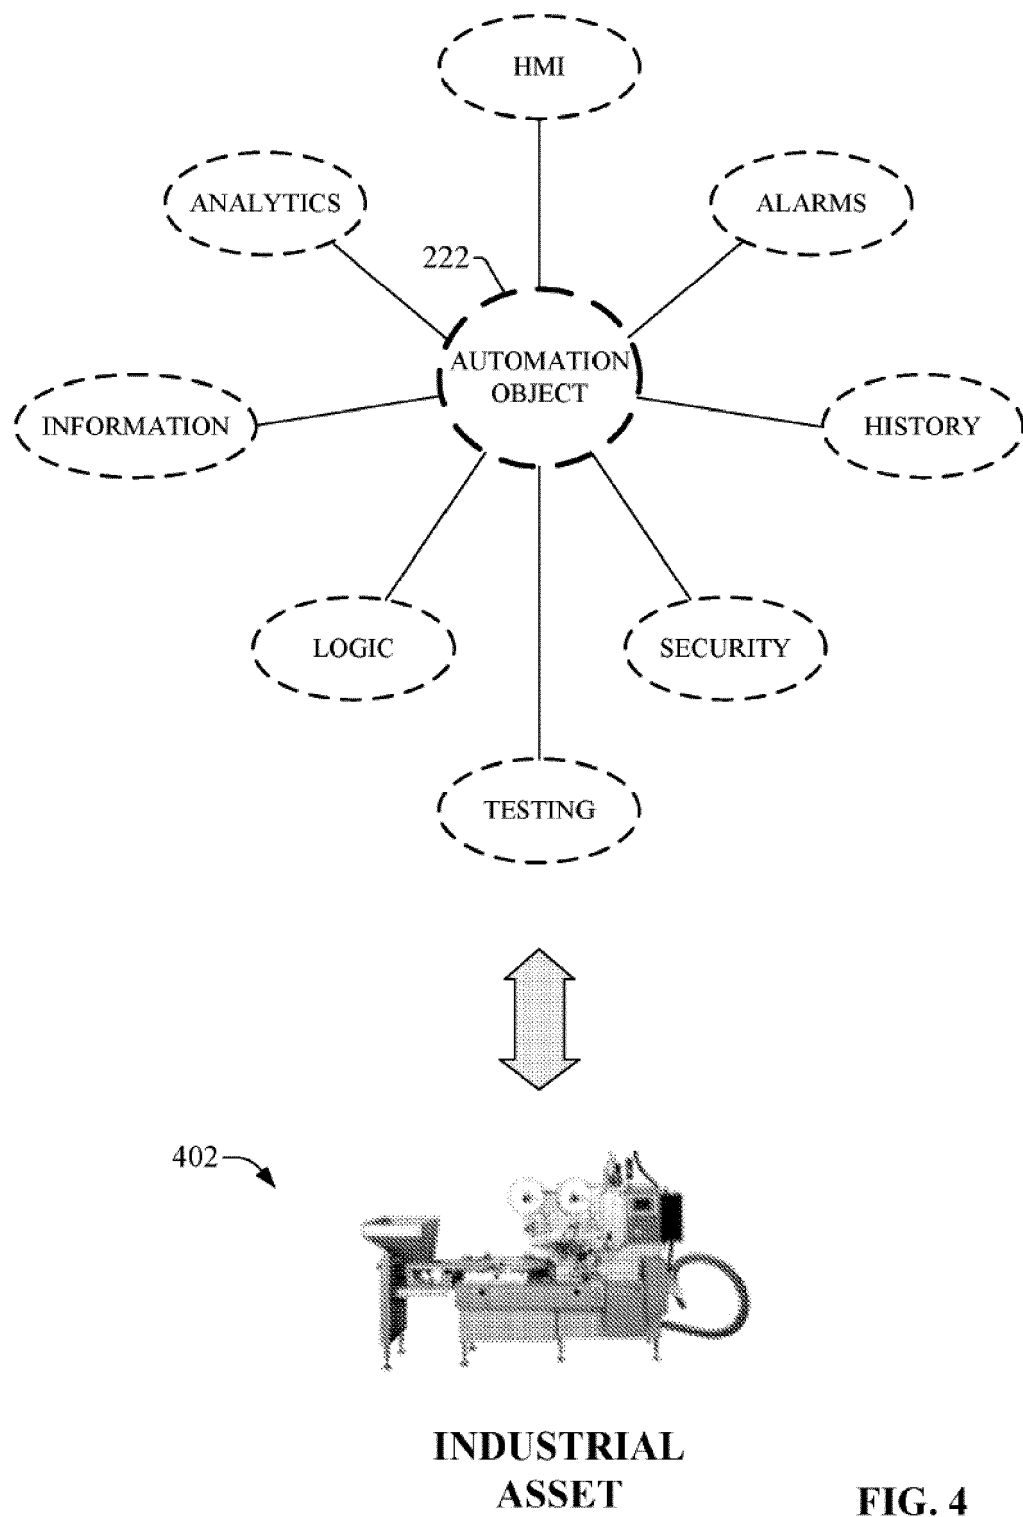 HMI
ANALYTICS
ALARMS
222
AUTOMATION
OBJECT
INFORMATION
HISTORY
LOGIC
SECURITY
TESTING
402
INDUSTRIAL
ASSET
FIG. 4